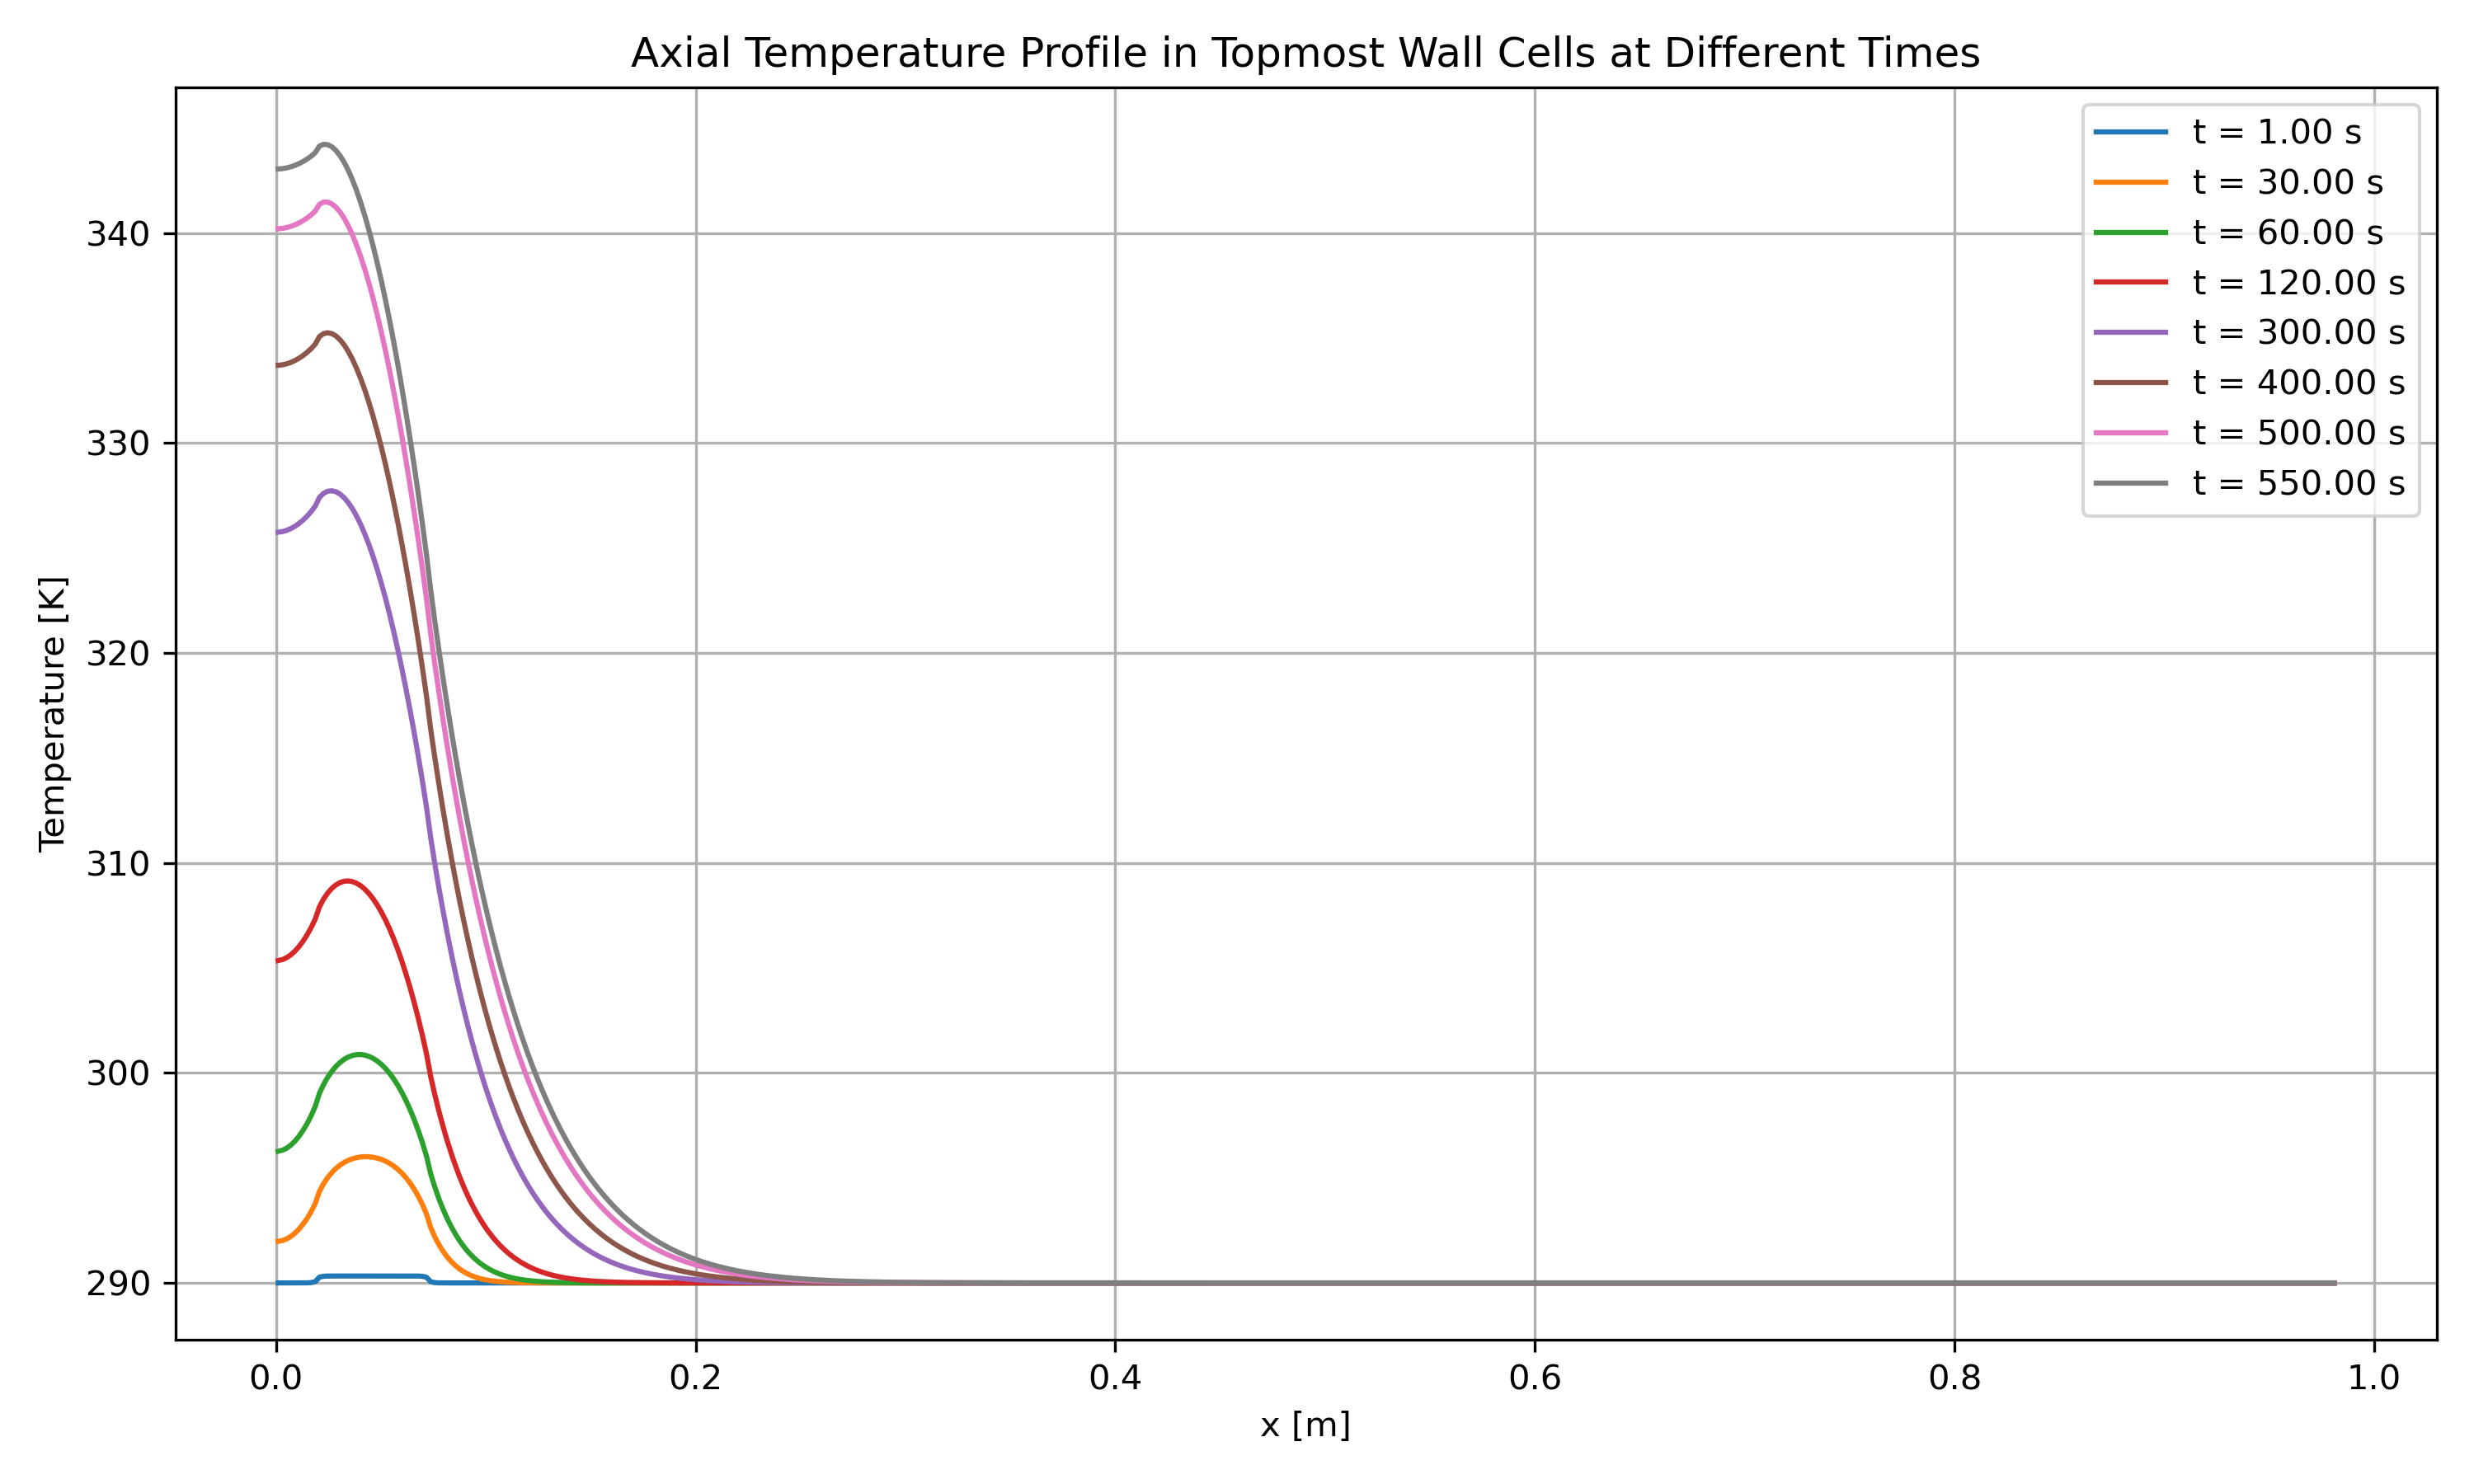 Axial Temperature Profile in Topmost Wall Cells at Different Times
t = 1.00 s
t = 30.00 s
t = 60.00 s
t = 120.00 s
t = 300.00 s
t = 400.00 s
t = 500.00 s
t = 550.00 s
Temperature [K]
340
330
320
310
300
290
0.0 0.2 0.4 0.6 0.8 1.0
x [m]